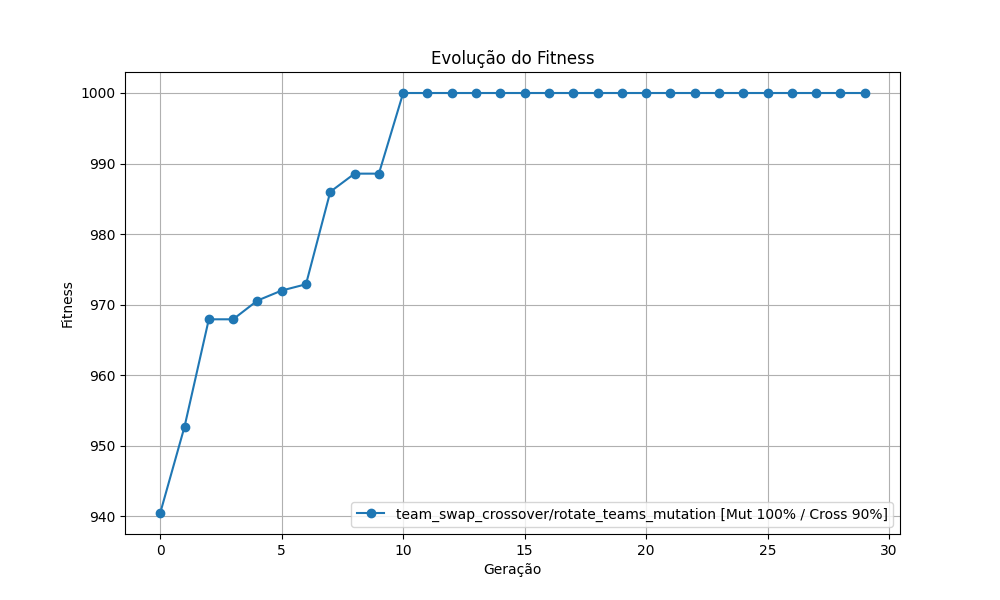 Evolução do Fitness
Fitness
1000
990
980
970
960
950
940
team_swap_crossover/rotate_teams_mutation [Mut 100% / Cross 90%]
0 5 10 15 20 25 30
Geração